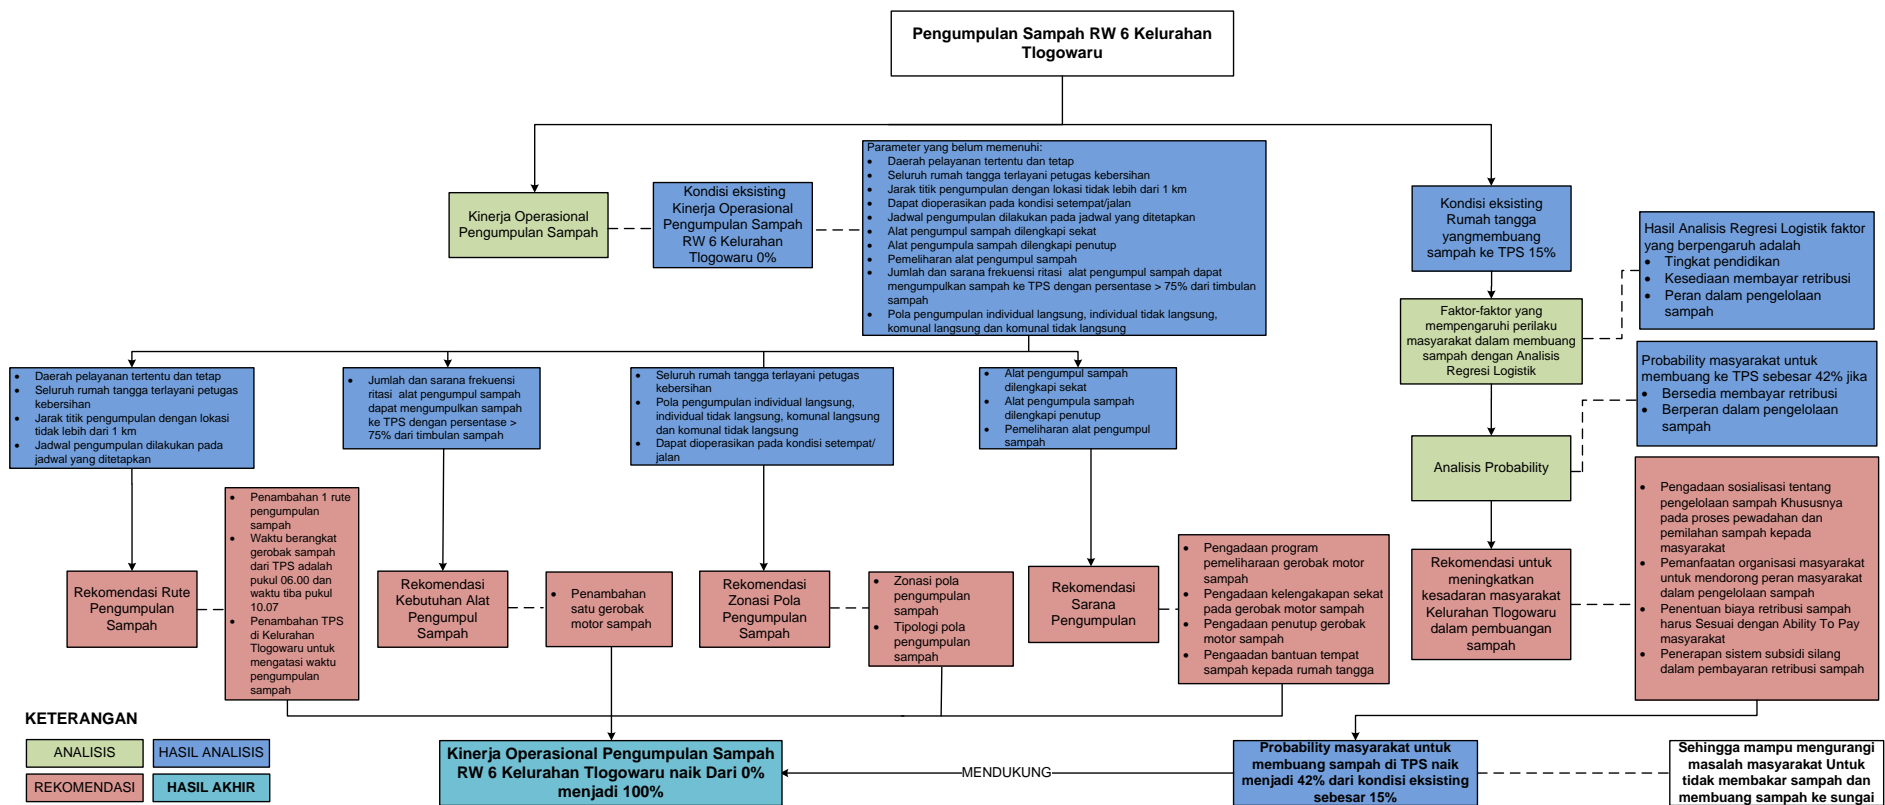 Pengumpulan Sampah RW 6 Kelurahan
Tlogowaru
Kinerja Operasional
Pengumpulan Sampah
Kondisi eksisting
Kinerja Operasional
Pengumpulan Sampah
RW 6 Kelurahan
Tlogowaru 0%
Parameter yang belum memenuhi:
• Daerah pelayanan tertentu dan tetap
• Seluruh rumah tangga terlayani petugas kebersihan
• Jarak titik pengumpulan dengan lokasi tidak lebih dari 1 km
• Dapat dioperasikan pada kondisi setempat/jalan
• Jadwal pengumpulan dilakukan pada jadwal yang ditetapkan
• Alat pengumpul sampah dilengkapi sekat
• Alat pengumpula sampah dilengkapi penutup
• Pemeliharan alat pengumpul sampah
• Jumlah dan sarana frekuensi ritasi alat pengumpul sampah dapat
mengumpulkan sampah ke TPS dengan persentase > 75% dari timbulan
sampah
• Pola pengumpulan individual langsung, individual tidak langsung,
komunal langsung dan komunal tidak langsung
Kondisi eksisting
Rumah tangga
yangmembuang
sampah ke TPS 15%
Hasil Analisis Regresi Logistik faktor
yang berpengaruh adalah
• Tingkat pendidikan
• Kesediaan membayar retribusi
• Peran dalam pengelolaan
sampah
Faktor-faktor yang
mempengaruhi perilaku
masyarakat dalam membuang
sampah dengan Analisis
Regresi Logistik
Probability masyarakat untuk
membuang ke TPS sebesar 42% jika
• Bersedia membayar retribusi
• Berperan dalam pengelolaan
sampah
Analisis Probability
• Daerah pelayanan tertentu dan tetap
• Seluruh rumah tangga terlayani petugas
kebersihan
• Jarak titik pengumpulan dengan lokasi
tidak lebih dari 1 km
• Jadwal pengumpulan dilakukan pada
jadwal yang ditetapkan
• Jumlah dan sarana frekuensi
ritasi alat pengumpul sampah
dapat mengumpulkan sampah
ke TPS dengan persentase >
75% dari timbulan sampah
• Seluruh rumah tangga terlayani petugas
kebersihan
• Pola pengumpulan individual langsung,
individual tidak langsung, komunal langsung
dan komunal tidak langsung
• Dapat dioperasikan pada kondisi setempat/
jalan
• Alat pengumpul sampah
dilengkapi sekat
• Alat pengumpula sampah
dilengkapi penutup
• Pemeliharan alat pengumpul
sampah
Rekomendasi Rute
Pengumpulan
Sampah
• Penambahan 1 rute
pengumpulan
sampah
• Waktu berangkat
gerobak sampah
dari TPS adalah
pukul 06.00 dan
waktu tiba pukul
10.07
• Penambahan TPS
di Kelurahan
Tlogowaru untuk
mengatasi waktu
pengumpulan
sampah
Rekomendasi
Kebutuhan Alat
Pengumpul
Sampah
• Penambahan
satu gerobak
motor sampah
Rekomendasi
Zonasi Pola
Pengumpulan
Sampah
• Zonasi pola
pengumpulan
sampah
• Tipologi pola
pengumpulan
sampah
Rekomendasi
Sarana
Pengumpulan
• Pengadaan program
pemeliharaan gerobak motor
sampah
• Pengadaan kelengakapan sekat
pada gerobak motor sampah
• Pengadaan penutup gerobak
motor sampah
• Pengaadan bantuan tempat
sampah kepada rumah tangga
Rekomendasi untuk
meningkatkan
kesadaran masyarakat
Kelurahan Tlogowaru
dalam pembuangan
sampah
• Pengadaan sosialisasi tentang
pengelolaan sampah Khususnya
pada proses pewadahan dan
pemilahan sampah kepada
masyarakat
• Pemanfaatan organisasi masyarakat
untuk mendorong peran masyarakat
dalam pengelolaan sampah
• Penentuan biaya retribusi sampah
harus Sesuai dengan Ability To Pay
masyarakat
• Penerapan sistem subsidi silang
dalam pembayaran retribusi sampah
KETERANGAN
ANALISIS
HASIL ANALISIS
REKOMENDASI
HASIL AKHIR
Kinerja Operasional Pengumpulan Sampah
RW 6 Kelurahan Tlogowaru naik Dari 0%
menjadi 100%
MENDUKUNG
Probability masyarakat untuk
membuang sampah di TPS naik
menjadi 42% dari kondisi eksisting
sebesar 15%
Sehingga mampu mengurangi
masalah masyarakat Untuk
tidak membakar sampah dan
membuang sampah ke sungai